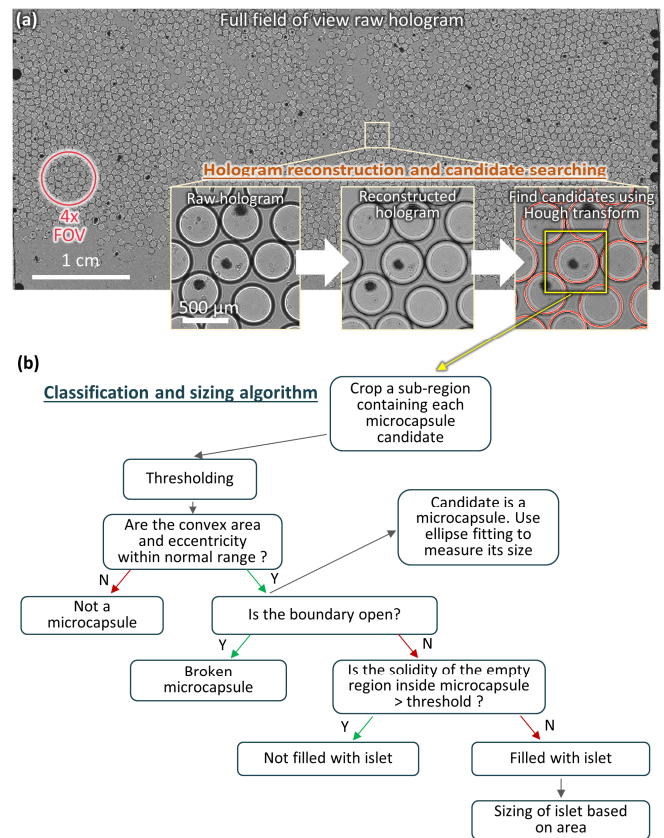 (a)
Full field of view raw hologram
Hologram reconstruction and candidate searching
4x
FOV
1 cm
Raw hologram
500 µm
Reconstructed
hologram
Find candidates using
Hough transform
(b)
Classification and sizing algorithm
Crop a sub-region
containing each
microcapsule
candidate
Thresholding
Candidate is a
microcapsule. Use
ellipse fitting to
measure its size
Are the convex area
and eccentricity
within normal range ?
N
Y
Not a
microcapsule
Is the boundary open?
Y
N
Broken
microcapsule
Is the solidity of the empty
region inside microcapsule
> threshold ?
Y
N
Not filled with islet
Filled with islet
Sizing of islet based
on area